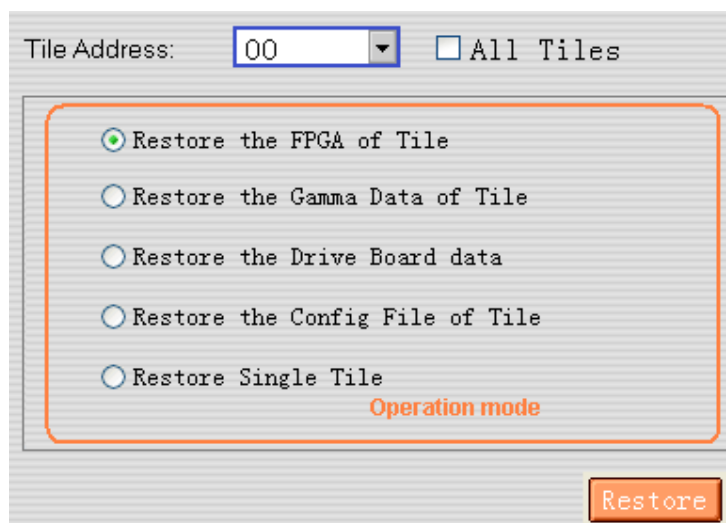 Tile Address: 00 All Tiles
Restore the FPGA of Tile
Restore the Gamma Data of Tile
Restore the Drive Board data
Restore the Config File of Tile
Restore Single Tile
Operation mode
Restore